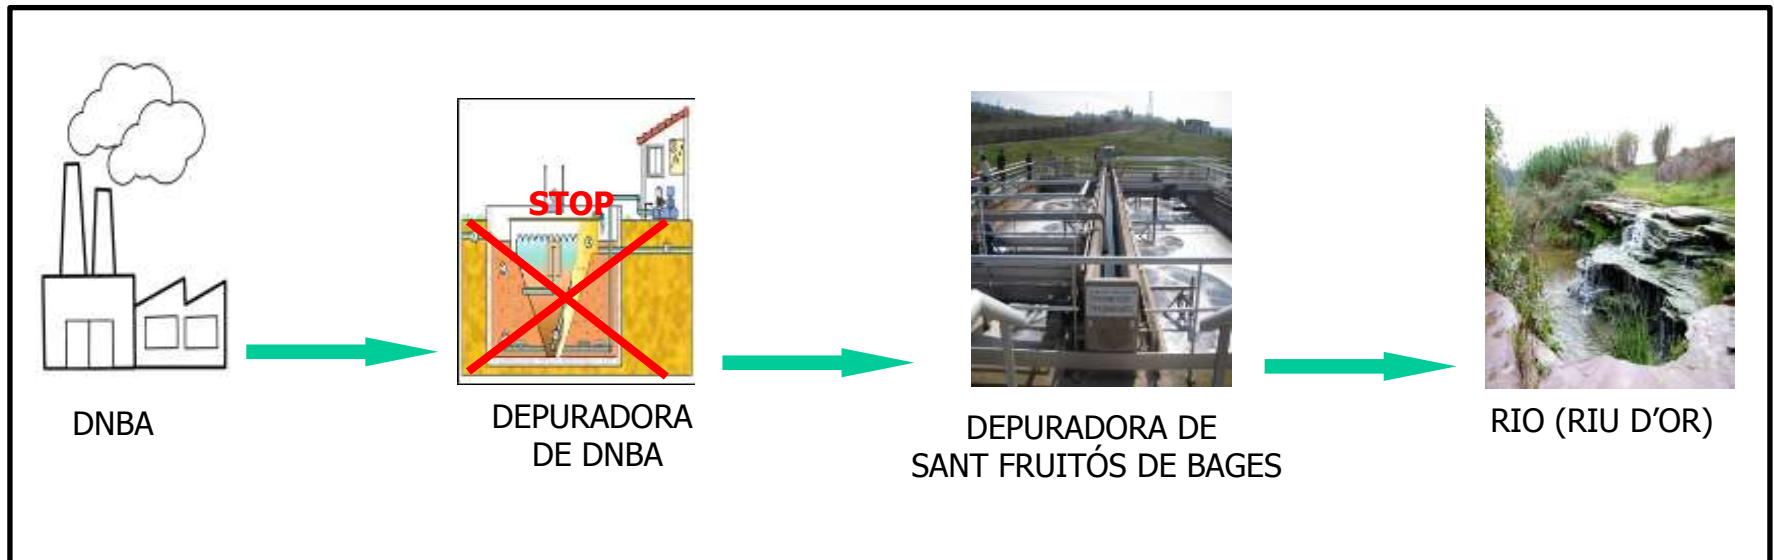 STOP
DNBA
DEPURADORA
DE DNBA
DEPURADORA DE
SANT FRUITÓS DE BAGES
RIO (RIU D’OR)